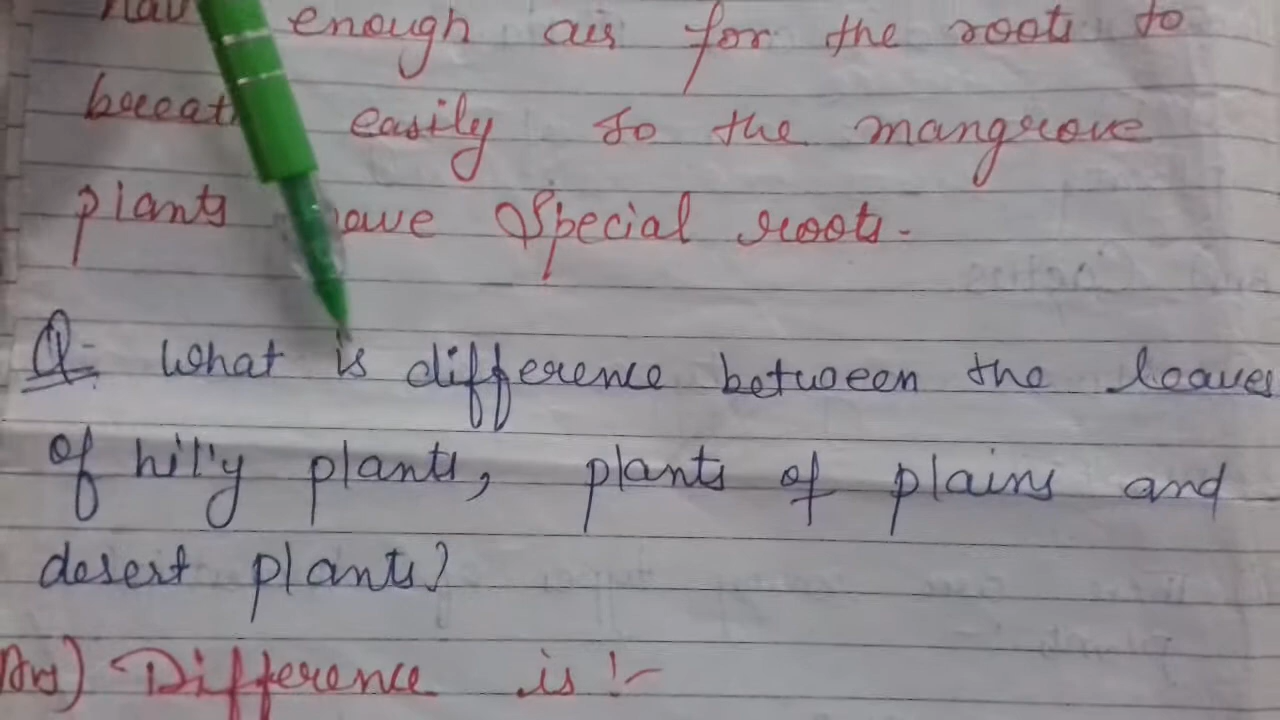 enough air for the roots to
easily so the mangrove
plants have special roots.
Q:- What is difference between the leaves
of hilly plants, plants of plains and
desert plants?
Ans) Difference is :-